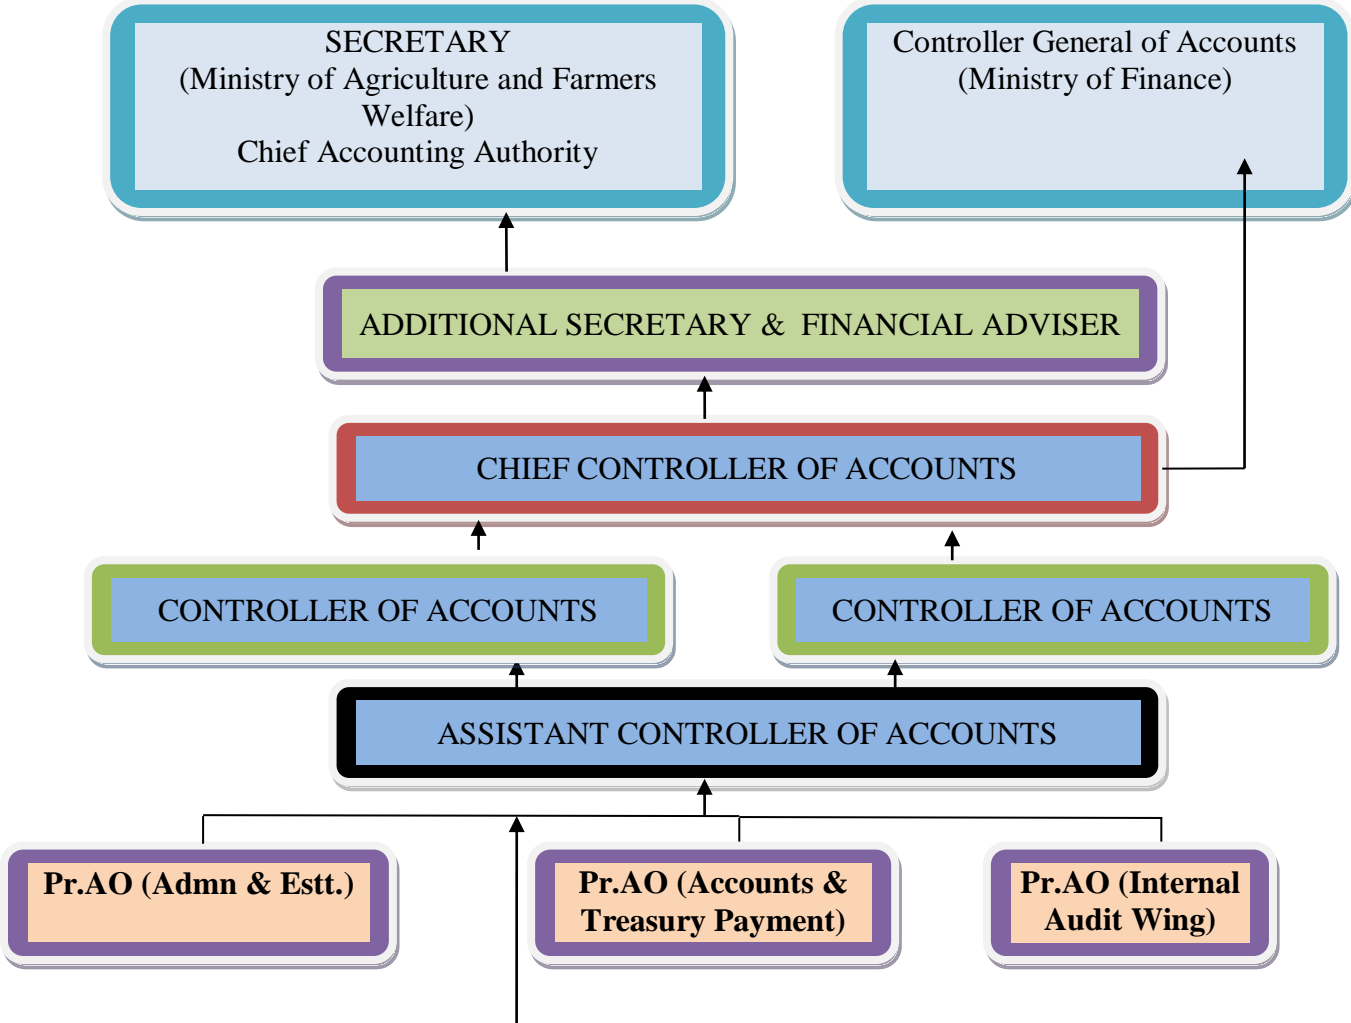 SECRETARY
(Ministry of Agriculture and Farmers
Welfare)
Chief Accounting Authority
Controller General of Accounts
(Ministry of Finance)
ADDITIONAL SECRETARY & FINANCIAL ADVISER
CHIEF CONTROLLER OF ACCOUNTS
CONTROLLER OF ACCOUNTS
CONTROLLER OF ACCOUNTS
ASSISTANT CONTROLLER OF ACCOUNTS
Pr.AO (Admn & Estt.)
Pr.AO (Accounts &
Treasury Payment)
Pr.AO (Internal
Audit Wing)